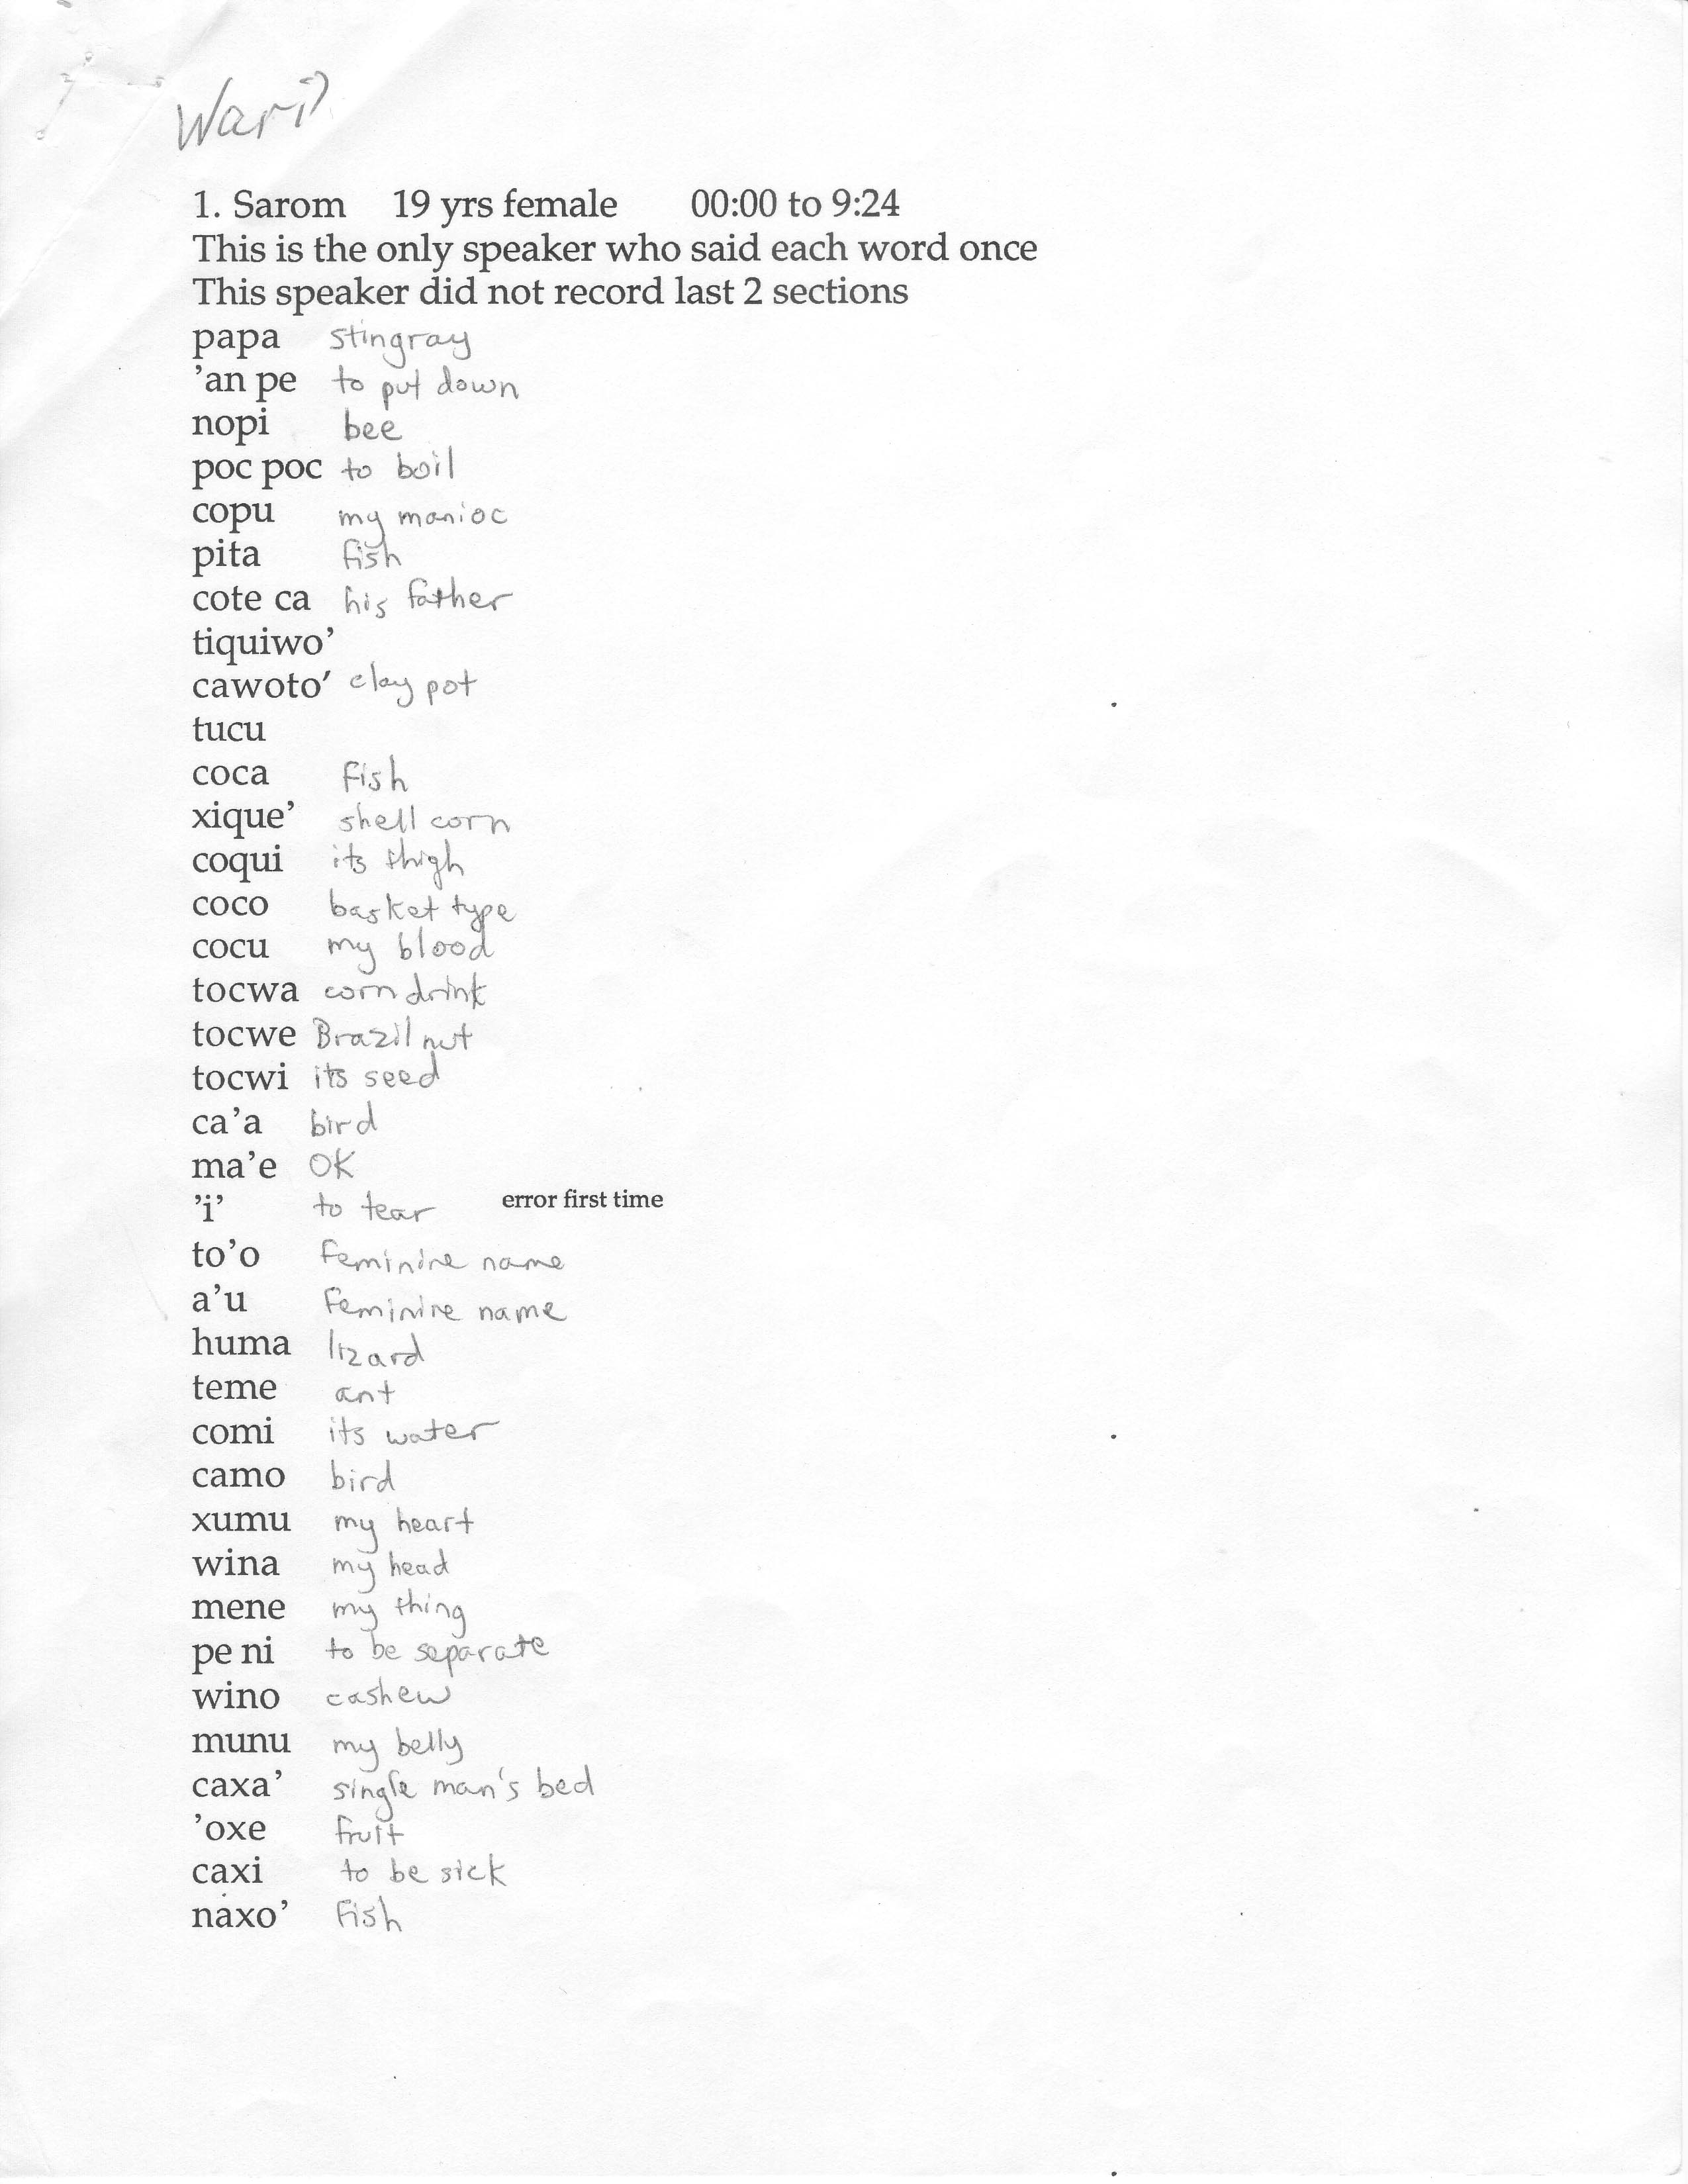 Wari'
1. Sarom 19 yrs female 00:00 to 9:24
This is the only speaker who said each word once
This speaker did not record last 2 sections
papa stingray
’an pe to put down
nopi bee
poc poc to boil
copu my manioc
pita fish
cote ca his father
tiquiwo’
cawoto’ clay pot
tucu
coca fish
xique’ shell corn
coqui its thigh
coco basket type
cocu my blood
tocwa corn drink
tocwe Brazil nut
tocwi its seed
ca’a bird
ma’e OK
’i’ to tear error first time
to’o feminine name
a’u feminine name
huma lizard
teme ant
comi its water
camo bird
xumu my heart
wina my head
mene my thing
pe ni to be separate
wino cashew
munu my belly
caxa’ single man's bed
’oxe fruit
caxi to be sick
naxo’ fish